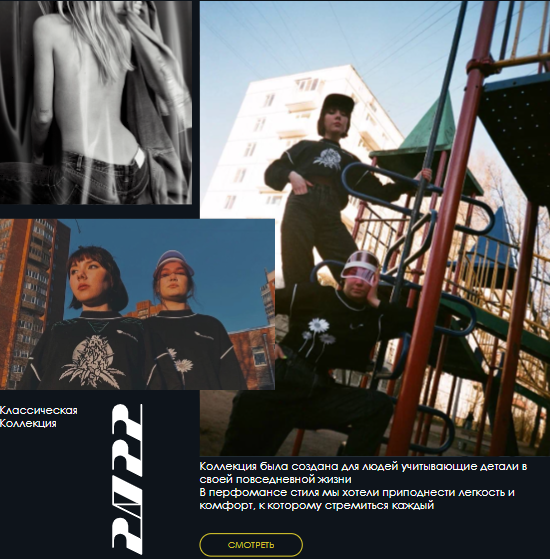 Классическая
Коллекция
Коллекция была создана для людей учитывающие детали в
своей повседневной жизни
В перфомансе стиля мы хотели приподнести легкость и
комфорт, к которому стремиться каждый
СМОТРЕТЬ